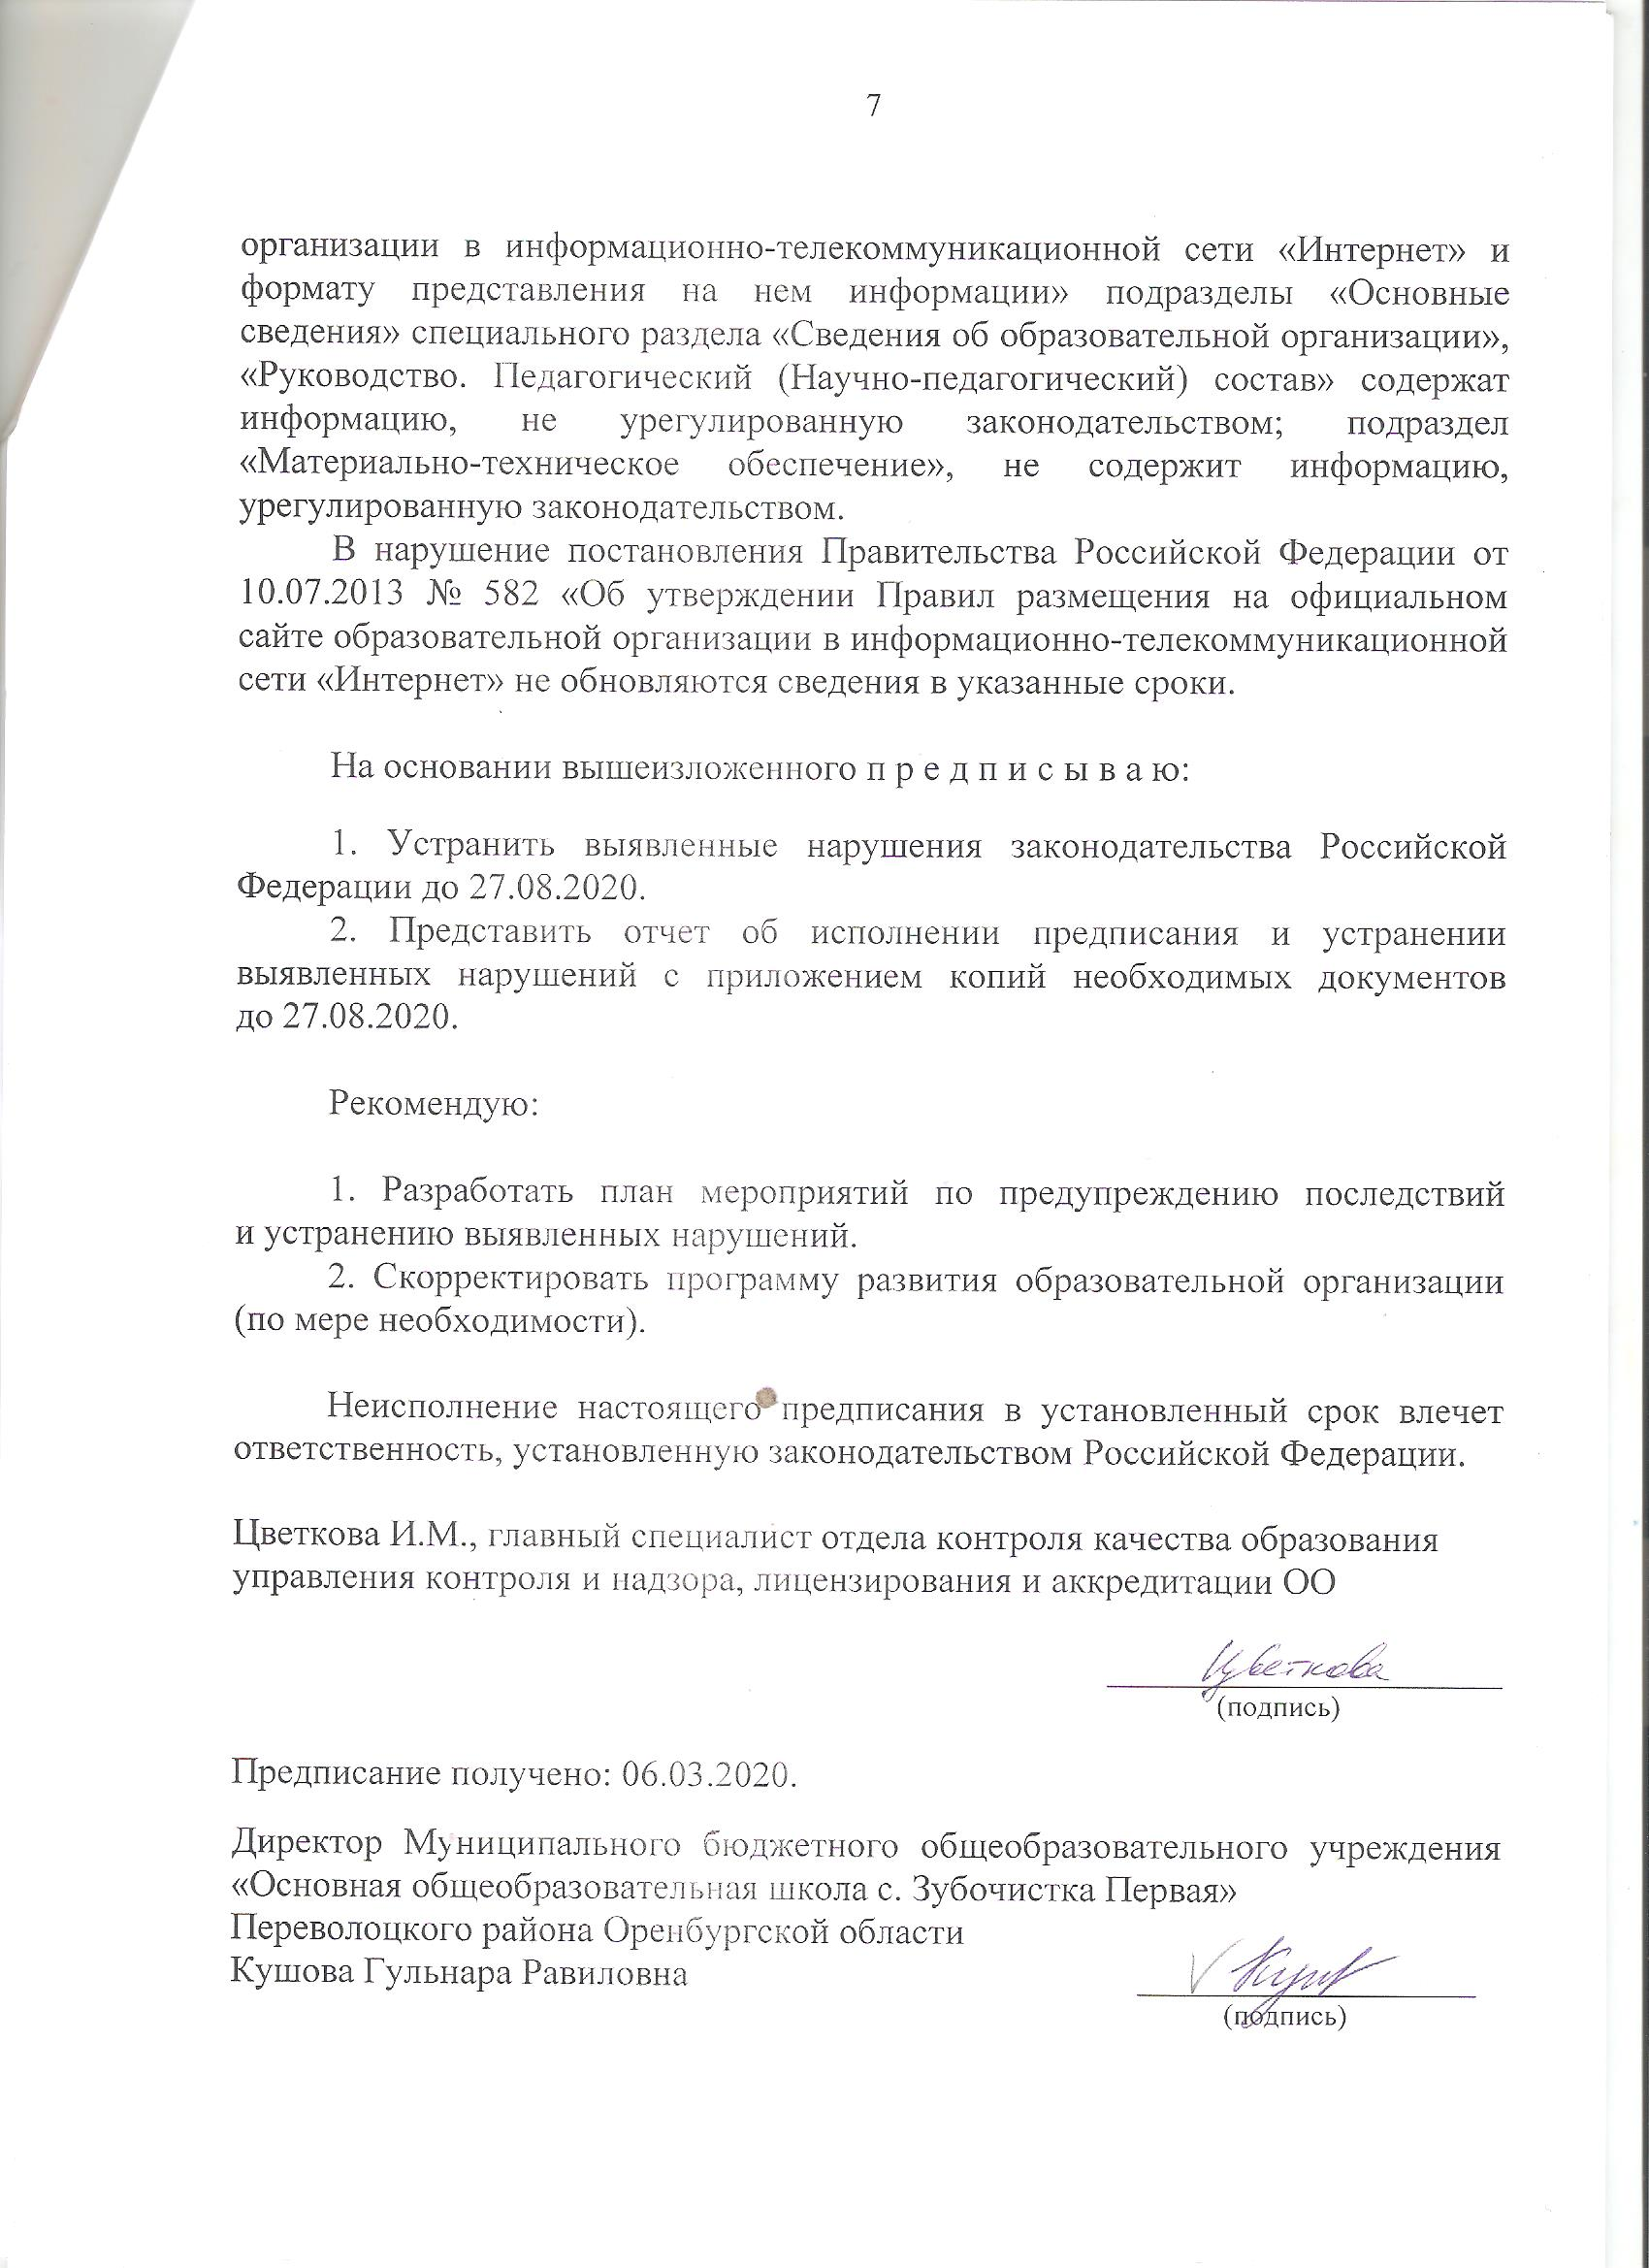 7
организации в информационно-телекоммуникационной сети «Интернет» и
формату представления на нем информации» подразделы «Основные
сведения» специального раздела «Сведения об образовательной организации»,
«Руководство. Педагогический (Научно-педагогический) состав» содержат
информацию, не урегулированную законодательством; подраздел
«Материально-техническое обеспечение», не содержит информацию,
урегулированную законодательством.
В нарушение постановления Правительства Российской Федерации от
10.07.2013 № 582 «Об утверждении Правил размещения на официальном
сайте образовательной организации в информационно-телекоммуникационной
сети «Интернет» не обновляются сведения в указанные сроки.
На основании вышеизложенного п р е д п и с ы в а ю:
1. Устранить выявленные нарушения законодательства Российской
Федерации до 27.08.2020.
2. Представить отчет об исполнении предписания и устранении
выявленных нарушений с приложением копий необходимых документов
до 27.08.2020.
Рекомендую:
1. Разработать план мероприятий по предупреждению последствий
и устранению выявленных нарушений.
2. Скорректировать программу развития образовательной организации
(по мере необходимости).
Неисполнение настоящего предписания в установленный срок влечет
ответственность, установленную законодательством Российской Федерации.
Цветкова И.М., главный специалист отдела контроля качества образования
управления контроля и надзора, лицензирования и аккредитации ОО
Цветкова
(подпись)
Предписание получено: 06.03.2020.
Директор Муниципального бюджетного общеобразовательного учреждения
«Основная общеобразовательная школа с. Зубочистка Первая»
Переволоцкого района Оренбургской области
Кушова Гульнара Равиловна
(подпись)